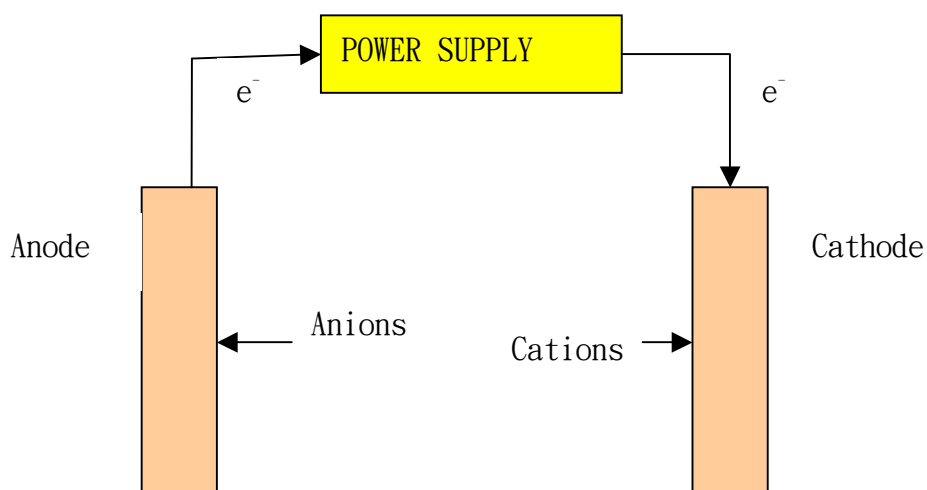 POWER SUPPLY
e⁻
e⁻
Anode
Cathode
Anions
Cations